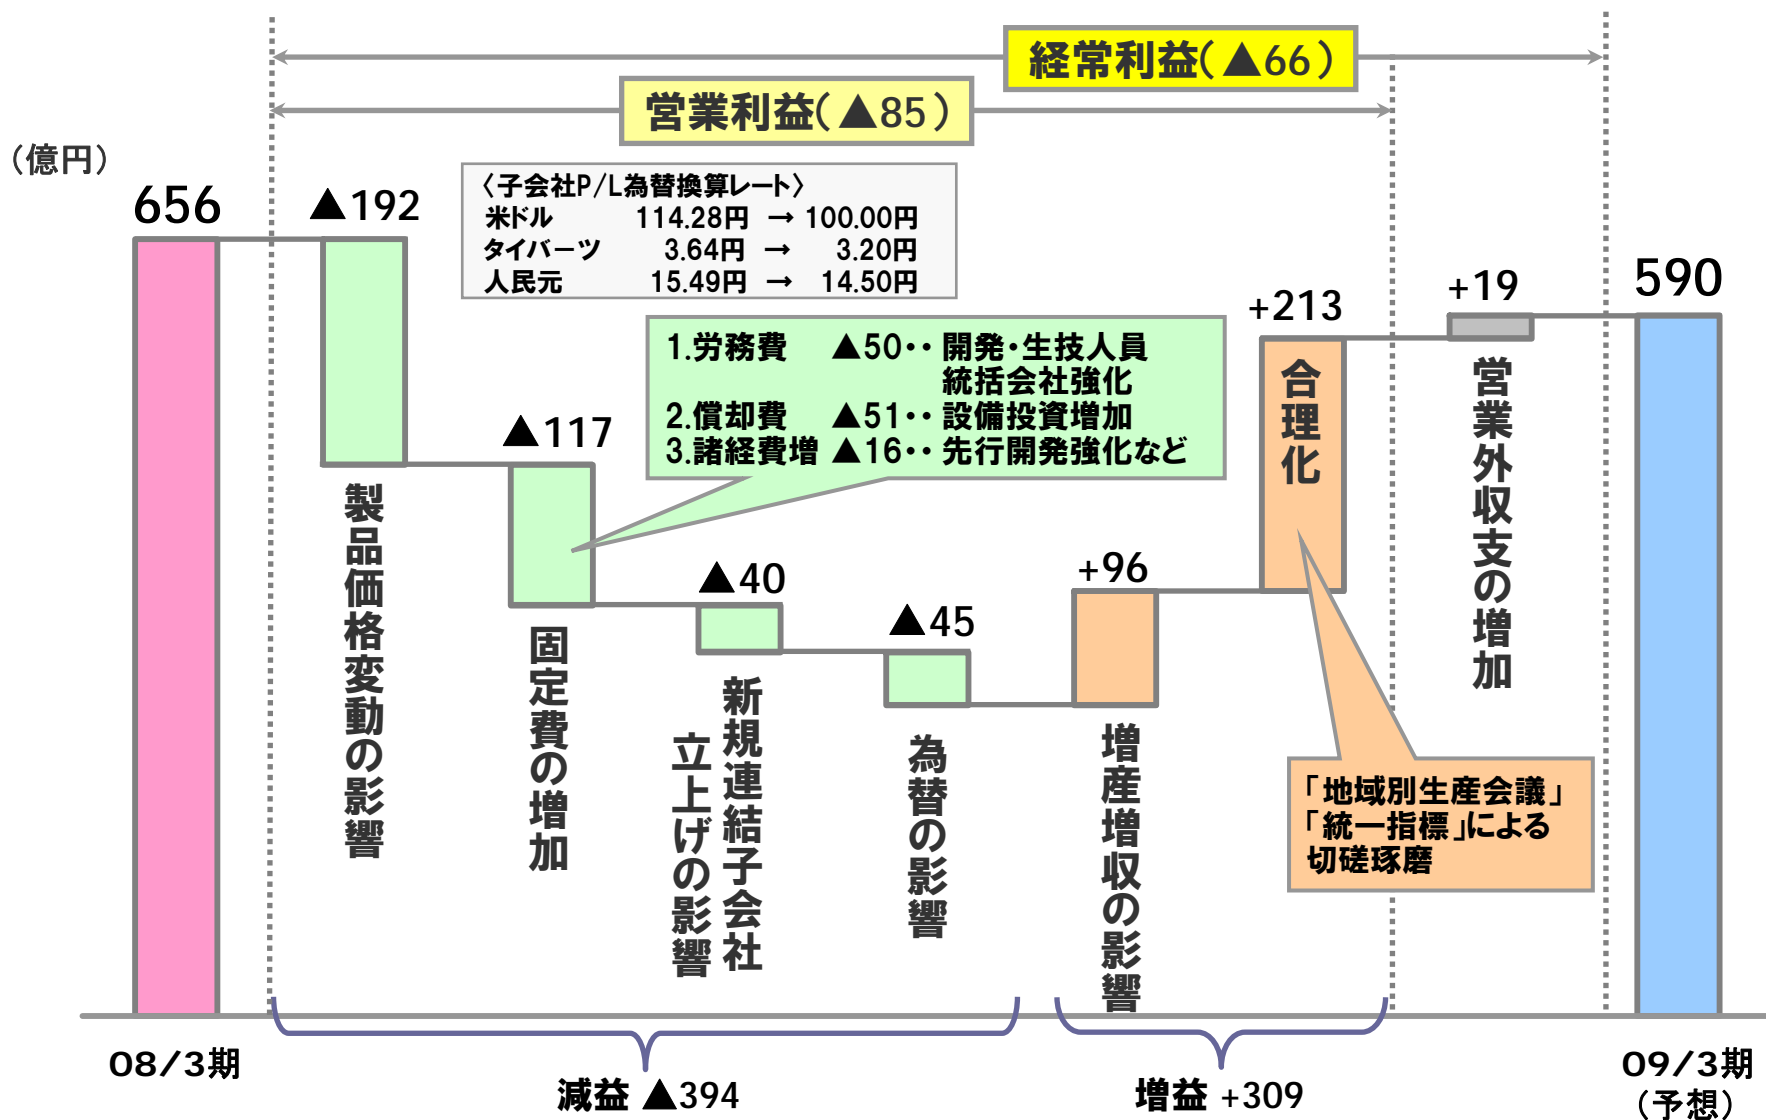 経常利益(▲66)
営業利益(▲85)
(億円)
656
▲192
〈子会社P/L為替換算レート〉
米ドル 114.28円 → 100.00円
タイバーツ 3.64円 → 3.20円
人民元 15.49円 → 14.50円
+213
+19
590
1.労務費 ▲50‥ 開発・生技人員
統括会社強化
2.償却費 ▲51‥ 設備投資増加
3.諸経費増 ▲16‥ 先行開発強化など
▲117
▲40
▲45
+96
製品価格変動の影響
固定費の増加
新規連結子会社
立上げの影響
為替の影響
増産増収の影響
合理化
営業外収支の増加
「地域別生産会議」
「統一指標」による
切磋琢磨
08/3期
減益 ▲394
増益 +309
09/3期
(予想)